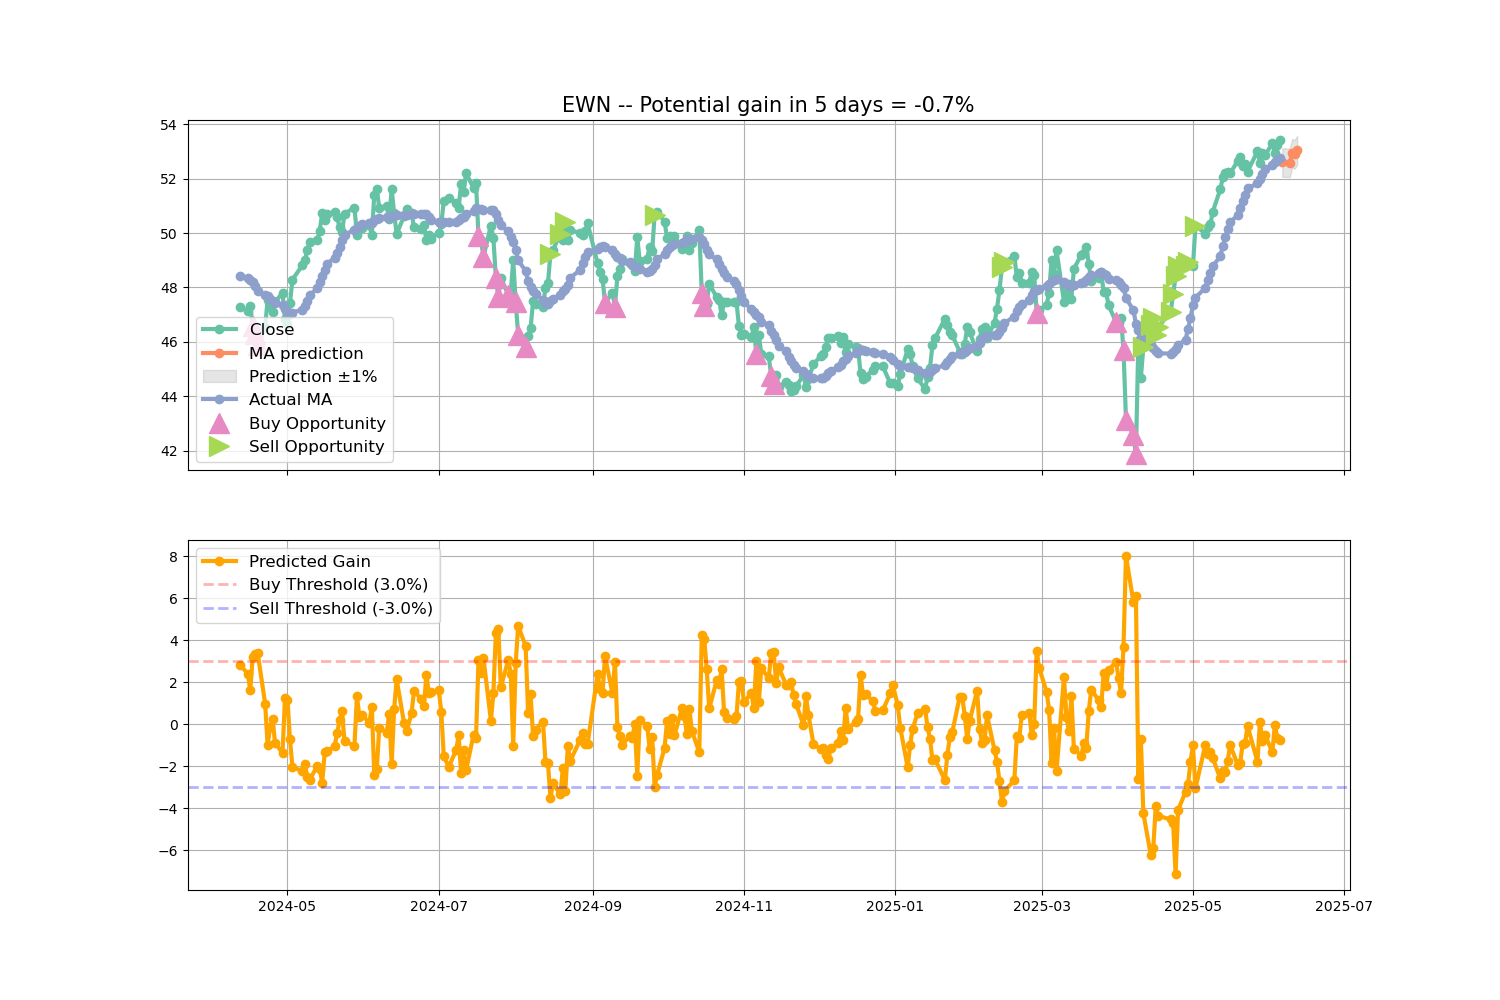 EWN -- Potential gain in 5 days = -0.7%
54
52
50
48
46
44
42
Close
MA prediction
Prediction ±1%
Actual MA
Buy Opportunity
Sell Opportunity
8
6
4
2
0
−2
−4
−6
Predicted Gain
Buy Threshold (3.0%)
Sell Threshold (-3.0%)
2024-05 2024-07 2024-09 2024-11 2025-01 2025-03 2025-05 2025-07